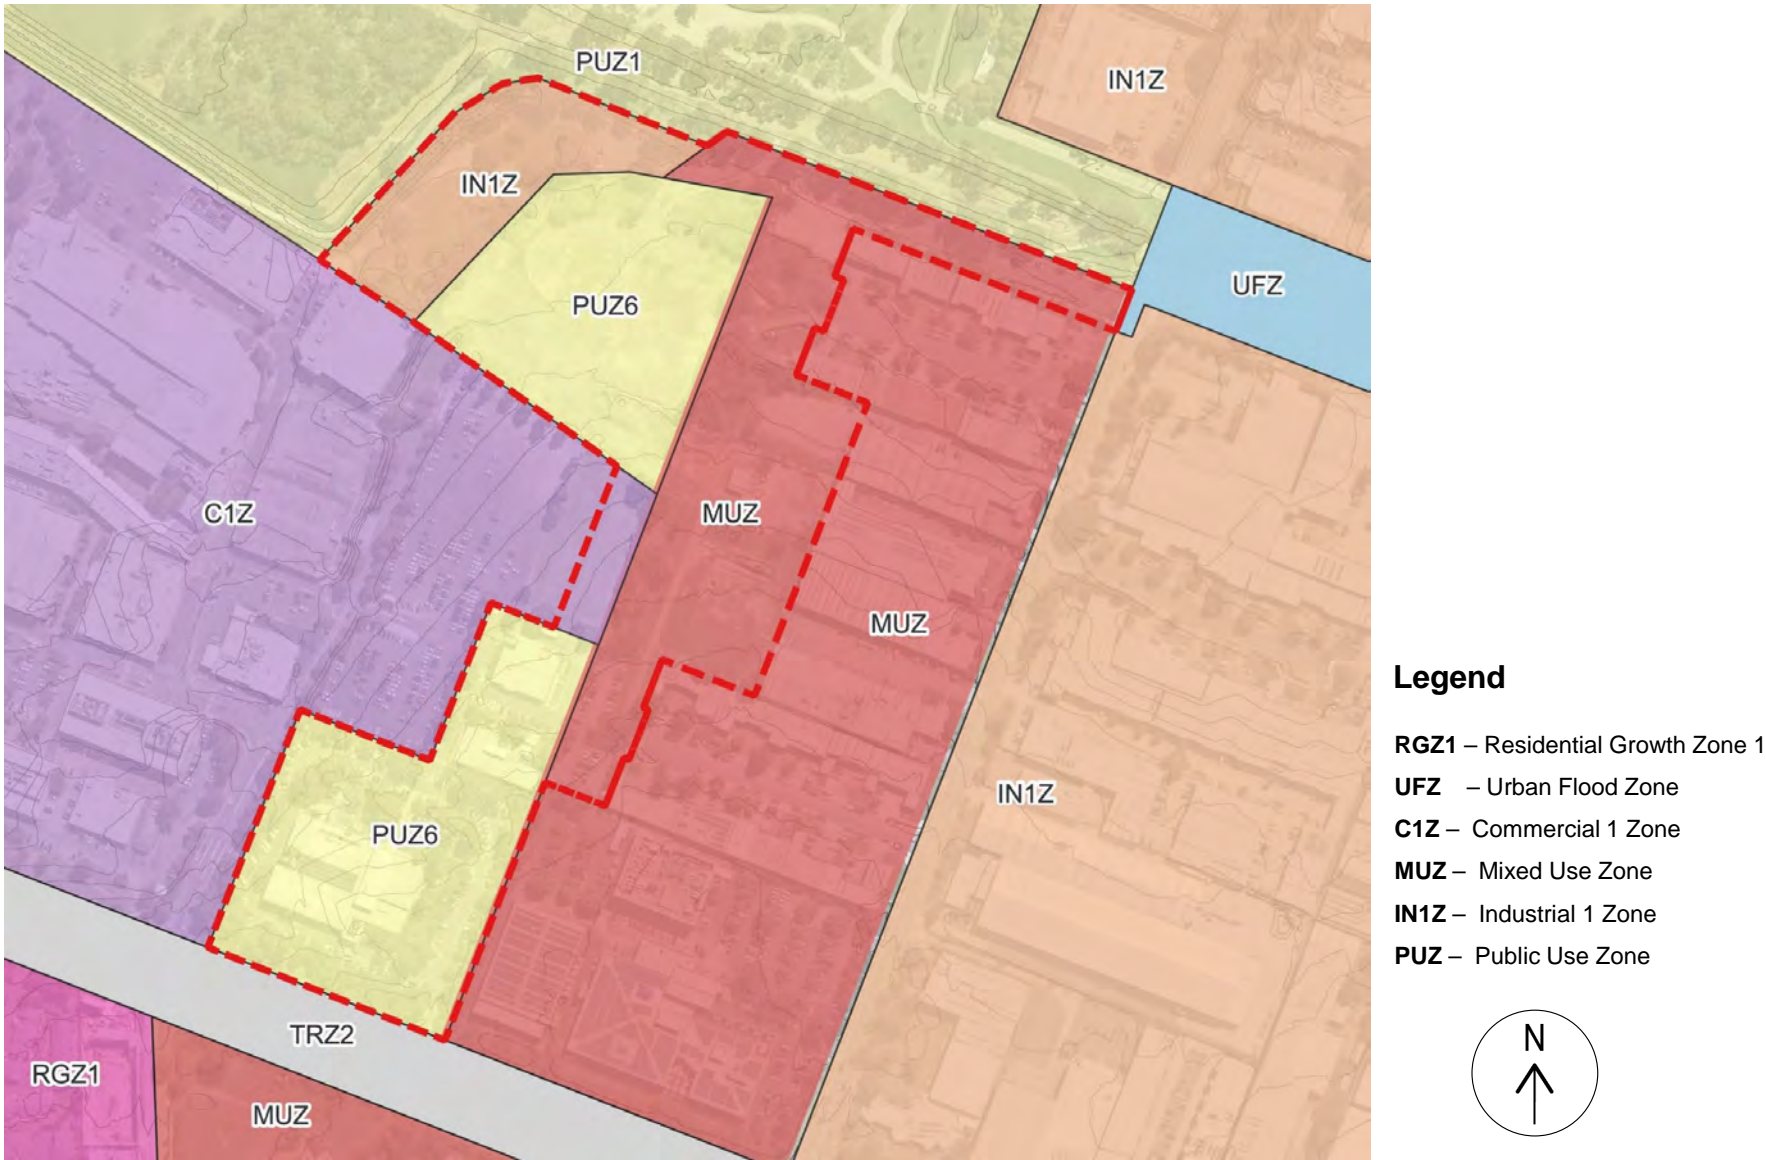 PUZ1
IN1Z
IN1Z
UFZ
PUZ6
C1Z
MUZ
MUZ
IN1Z
PUZ6
TRZ2
RGZ1
MUZ
Legend
RGZ1 – Residential Growth Zone 1
UFZ – Urban Flood Zone
C1Z – Commercial 1 Zone
MUZ – Mixed Use Zone
IN1Z – Industrial 1 Zone
PUZ – Public Use Zone
N